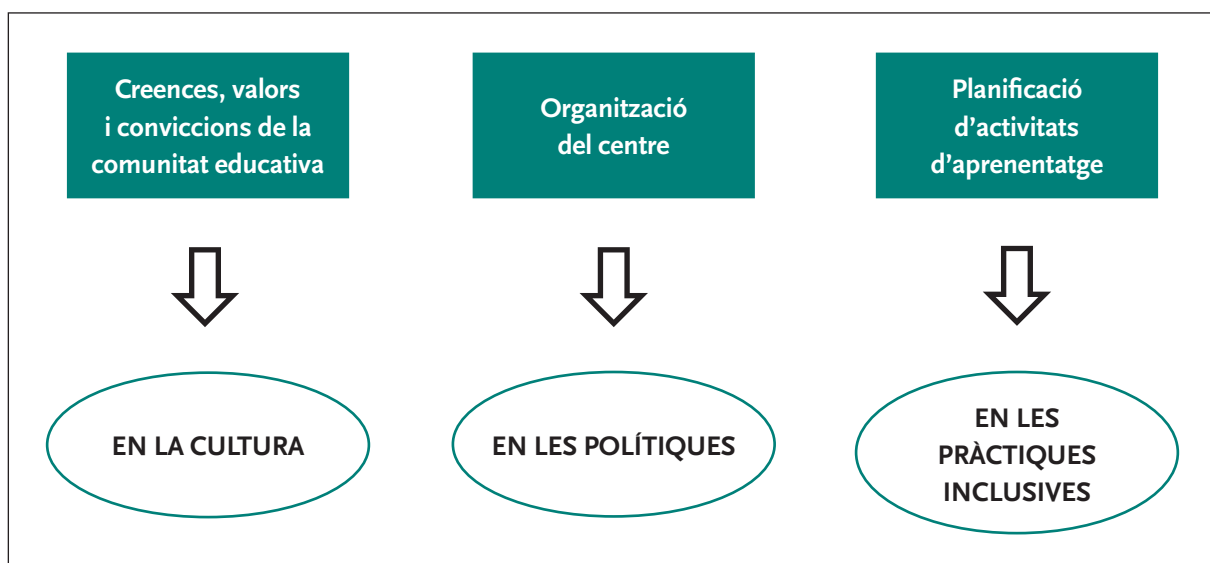 Creences, valors
i conviccions de la
comunitat educativa
Organització
del centre
Planificació
d’activitats
d’aprenentatge
EN LA CULTURA
EN LES POLÍTIQUES
EN LES
PRÀCTIQUES
INCLUSIVES